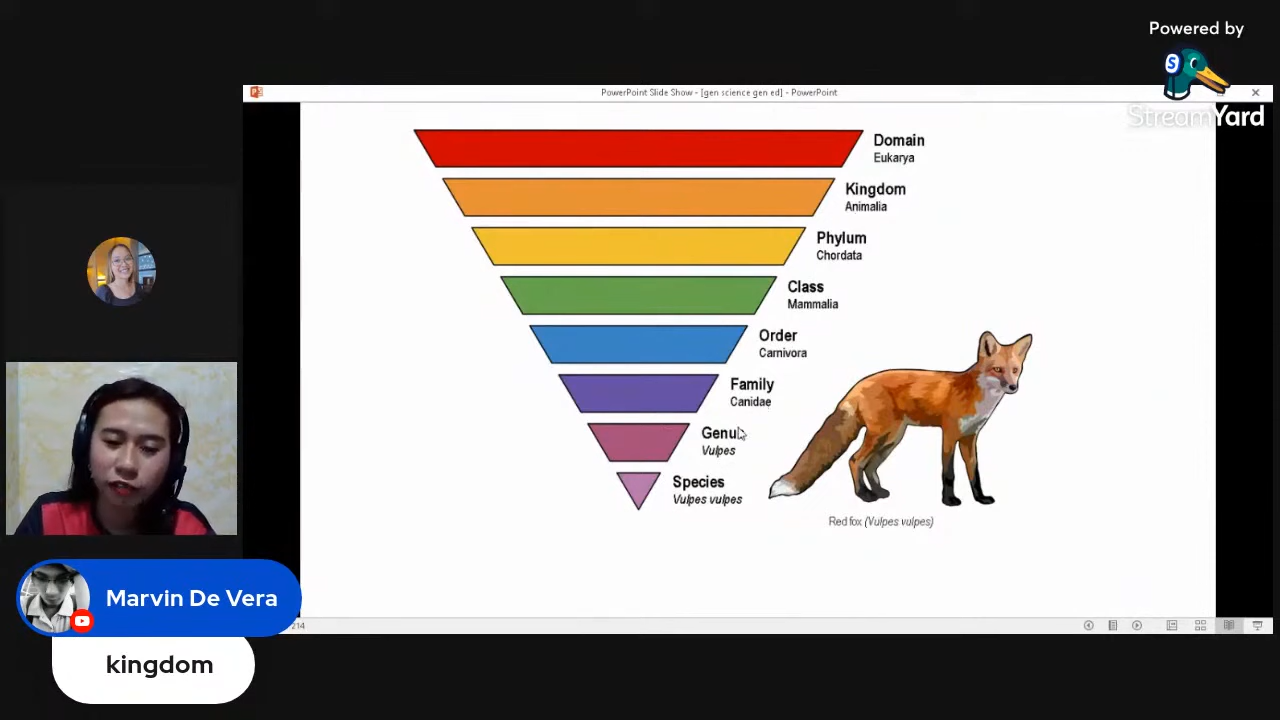 Powered by
S
StreamYard
PowerPoint Slide Show - [gen science gen ed] - PowerPoint
Domain
Eukarya
Kingdom
Animalia
Phylum
Chordata
Class
Mammalia
Order
Carnivora
Family
Canidae
Genu
Vulpes
Species
Vulpes vulpes
Red fox (Vulpes vulpes)
Marvin De Vera
kingdom
214